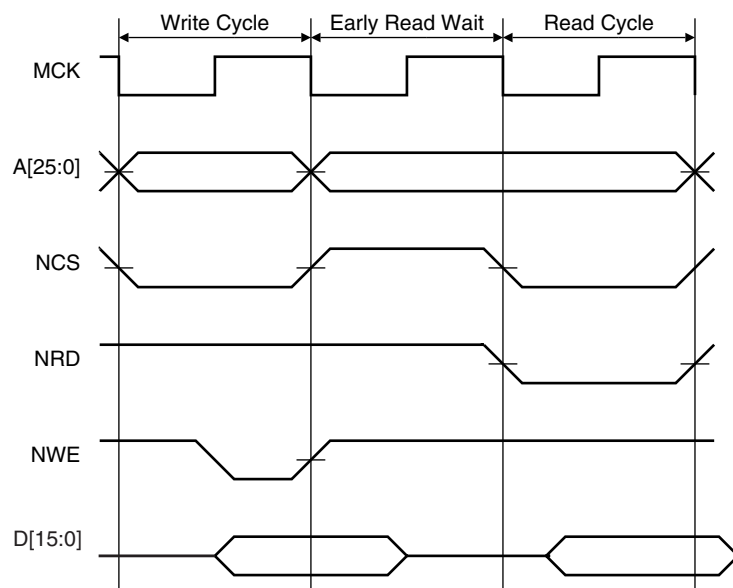 Write Cycle Early Read Wait Read Cycle
MCK
A[25:0]
NCS
NRD
NWE
D[15:0]